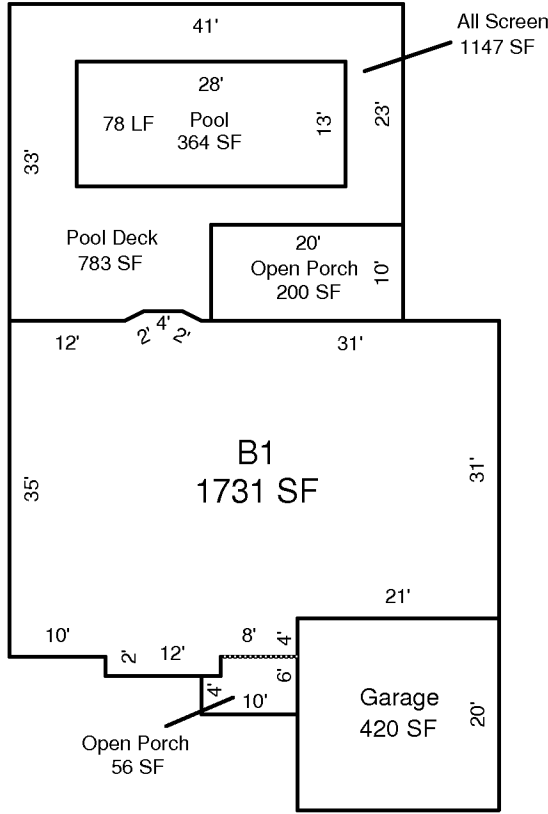 41'
All Screen
1147 SF
28'
78 LF
Pool
364 SF
13'
23'
33'
Pool Deck
783 SF
20'
Open Porch
200 SF
10'
12'
2'
4'
2'
31'
B1
1731 SF
35'
31'
21'
10'
2'
12'
8'
4'
6'
4'
10'
Garage
420 SF
20'
Open Porch
56 SF